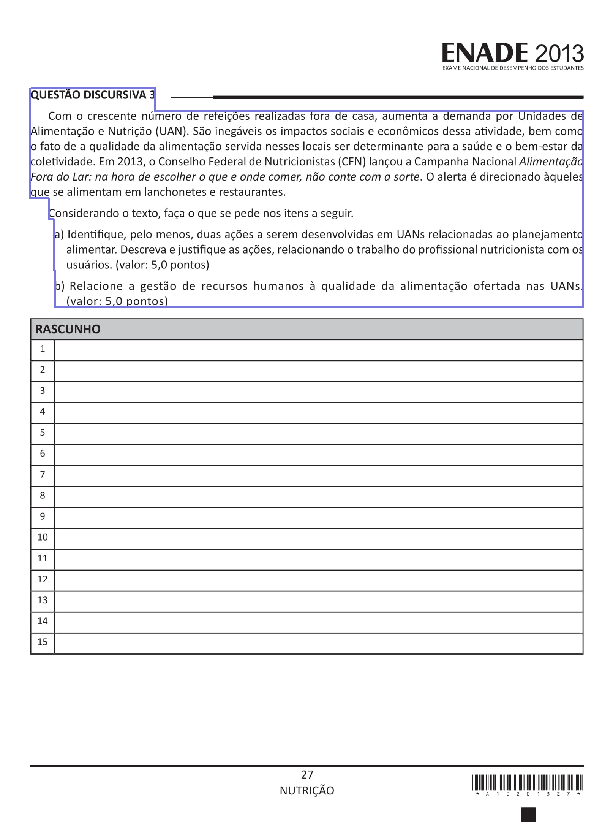 ENADE 2013
EXAME NACIONAL DE DESEMPENHO DOS ESTUDANTES
QUESTÃO DISCURSIVA 3
Com o crescente número de refeições realizadas fora de casa, aumenta a demanda por Unidades de
Alimentação e Nutrição (UAN). São inegáveis os impactos sociais e econômicos dessa atividade, bem como
o fato de a qualidade da alimentação servida nesses locais ser determinante para a saúde e o bem-estar da
coletividade. Em 2013, o Conselho Federal de Nutricionistas (CFN) lançou a Campanha Nacional Alimentação
Fora do Lar: na hora de escolher o que e onde comer, não conte com a sorte. O alerta é direcionado àqueles
que se alimentam em lanchonetes e restaurantes.
Considerando o texto, faça o que se pede nos itens a seguir.
a) Identifique, pelo menos, duas ações a serem desenvolvidas em UANs relacionadas ao planejamento
alimentar. Descreva e justifique as ações, relacionando o trabalho do profissional nutricionista com os
usuários. (valor: 5,0 pontos)
b) Relacione a gestão de recursos humanos à qualidade da alimentação ofertada nas UANs.
(valor: 5,0 pontos)
RASCUNHO
1
2
3
4
5
6
7
8
9
10
11
12
13
14
15
27
NUTRIÇÃO